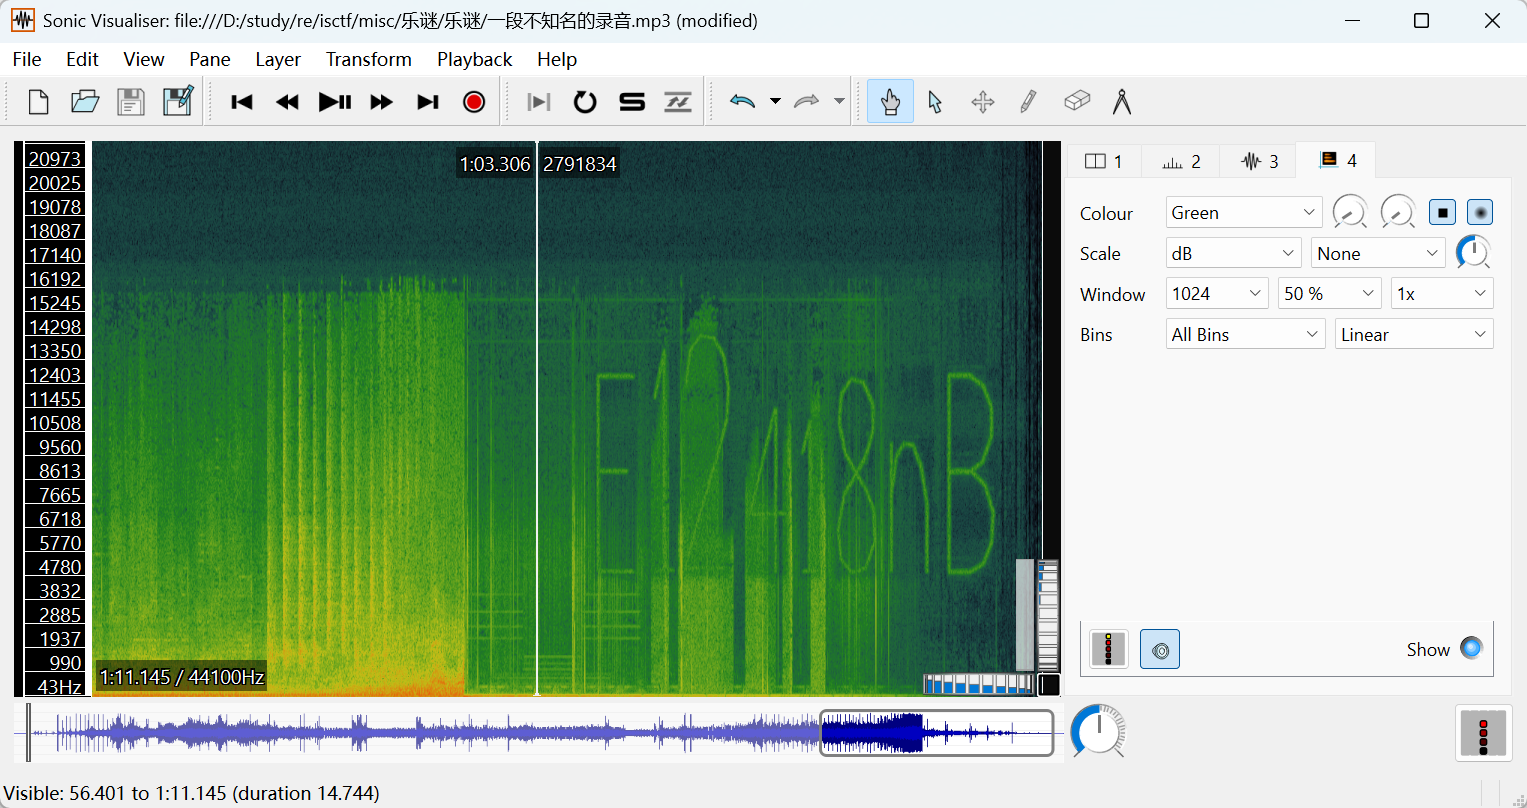 Sonic Visualiser: file:///D:/study/re/isctf/misc/乐谜/乐谜/一段不知名的录音.mp3 (modified)
File Edit View Pane Layer Transform Playback Help
1:03.306 2791834
20973
20025
19078
18087
17140
16192
15245
14298
13350
12403
11455
10508
9560
8613
7665
6718
5770
4780
3832
2885
1937
990
43Hz
E12418nB
1:11.145 / 44100Hz
1 2 3 4
Colour Green
Scale dB None
Window 1024 50 % 1x
Bins All Bins Linear
Show
Visible: 56.401 to 1:11.145 (duration 14.744)